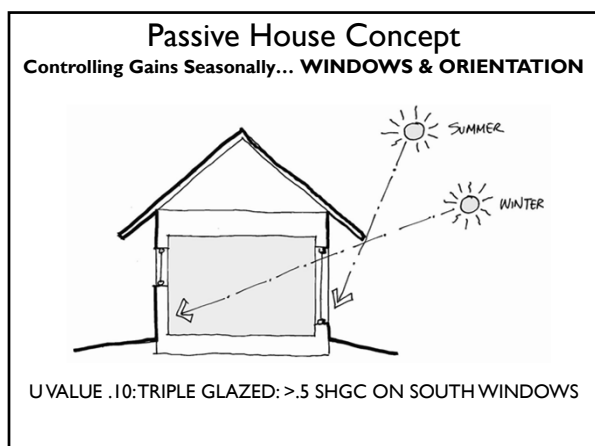 Passive House Concept
Controlling Gains Seasonally... WINDOWS & ORIENTATION
SUMMER
WINTER
U VALUE .10: TRIPLE GLAZED: >.5 SHGC ON SOUTH WINDOWS